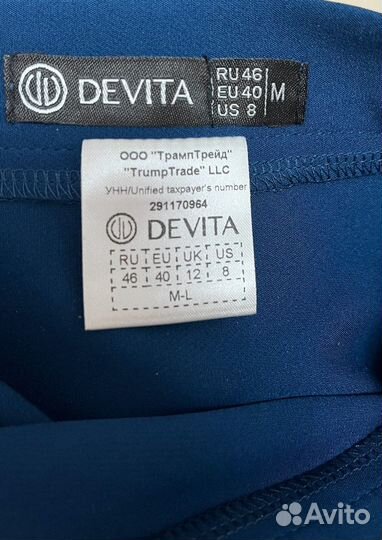 DEVITA
RU 46
EU 40
US 8
M
ООО "ТрампТрейд"
"TrumpTrade" LLC
УНН/Unified taxpayer's number
291170964
DEVITA
RU EU UK US
46 40 12 8
M-L
Avito